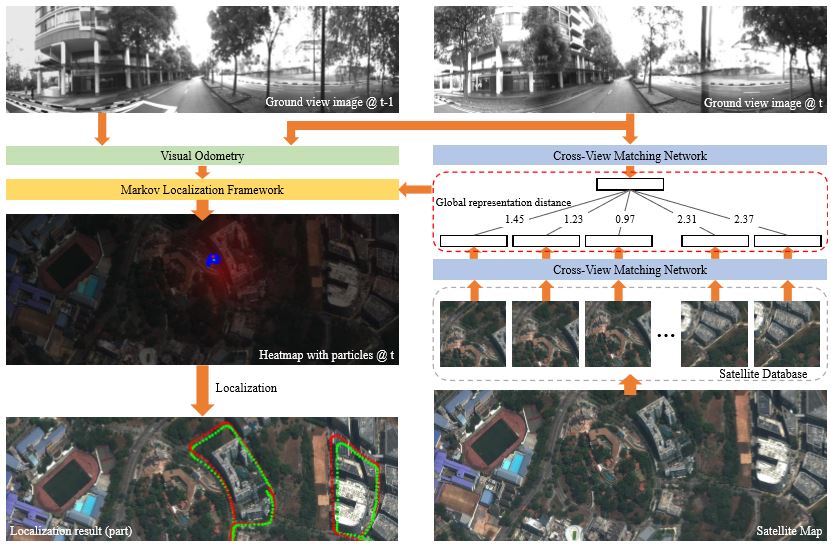 Ground view image @ t-1
Ground view image @ t
Visual Odometry
Cross-View Matching Network
Markov Localization Framework
Global representation distance
1.45
1.23
0.97
2.31
2.37
Cross-View Matching Network
Heatmap with particles @ t
...
Satellite Database
Localization
Localization result (part)
Satellite Map